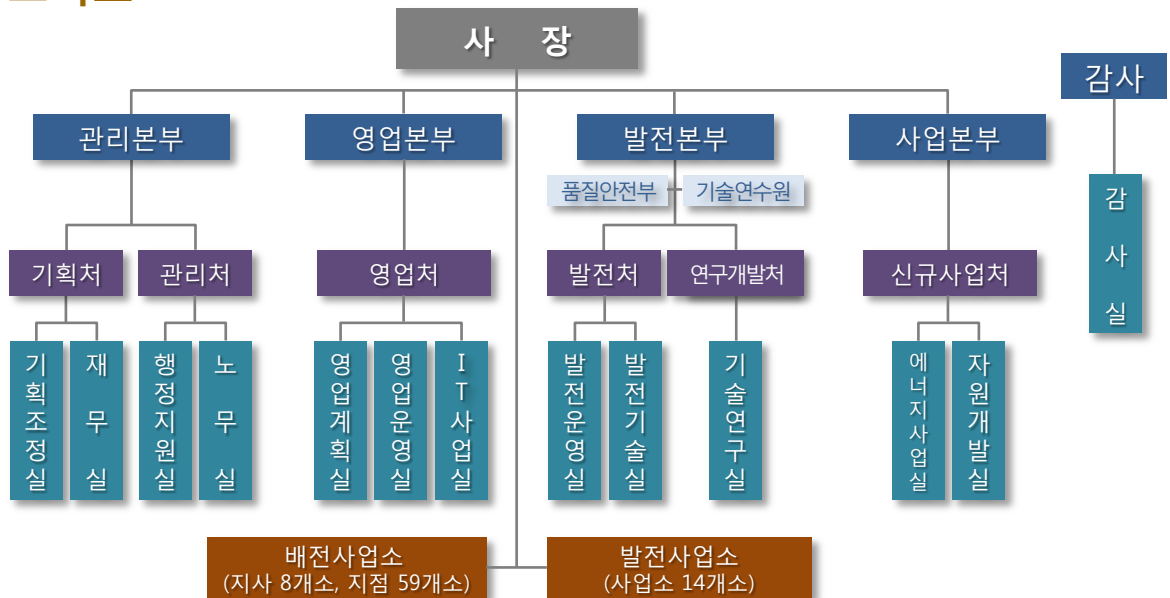 사 장
감사
관리본부
영업본부
발전본부
사업본부
품질안전부
기술연수원
감사실
기획처
관리처
영업처
발전처
연구개발처
신규사업처
기획조정실
재무실
행정지원실
노무실
영업계획실
영업운영실
IT사업실
발전운영실
발전기술실
기술연구실
에너지사업실
자원개발실
배전사업소
(지사 8개소, 지점 59개소)
발전사업소
(사업소 14개소)